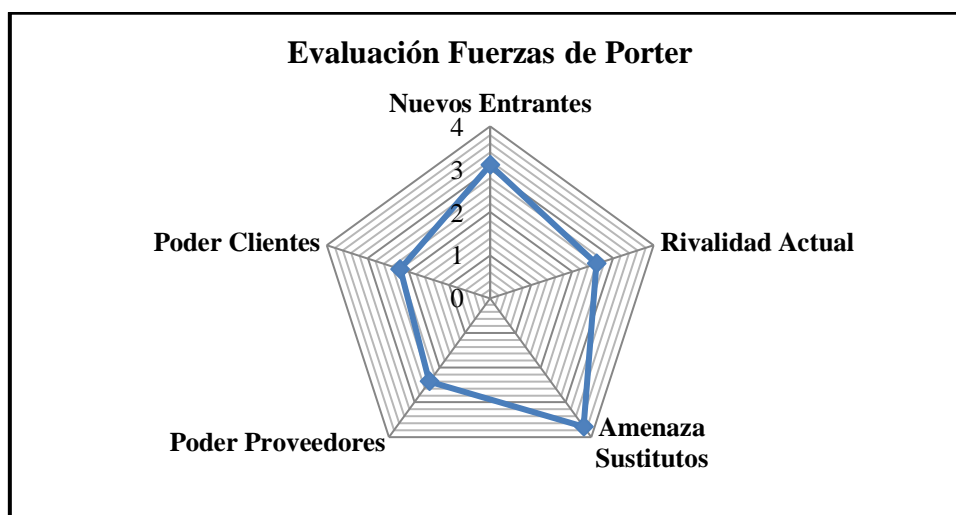 Evaluación Fuerzas de Porter
Nuevos Entrantes
4
3
2
1
0
Poder Clientes
Rivalidad Actual
Poder Proveedores
Amenaza
Sustitutos